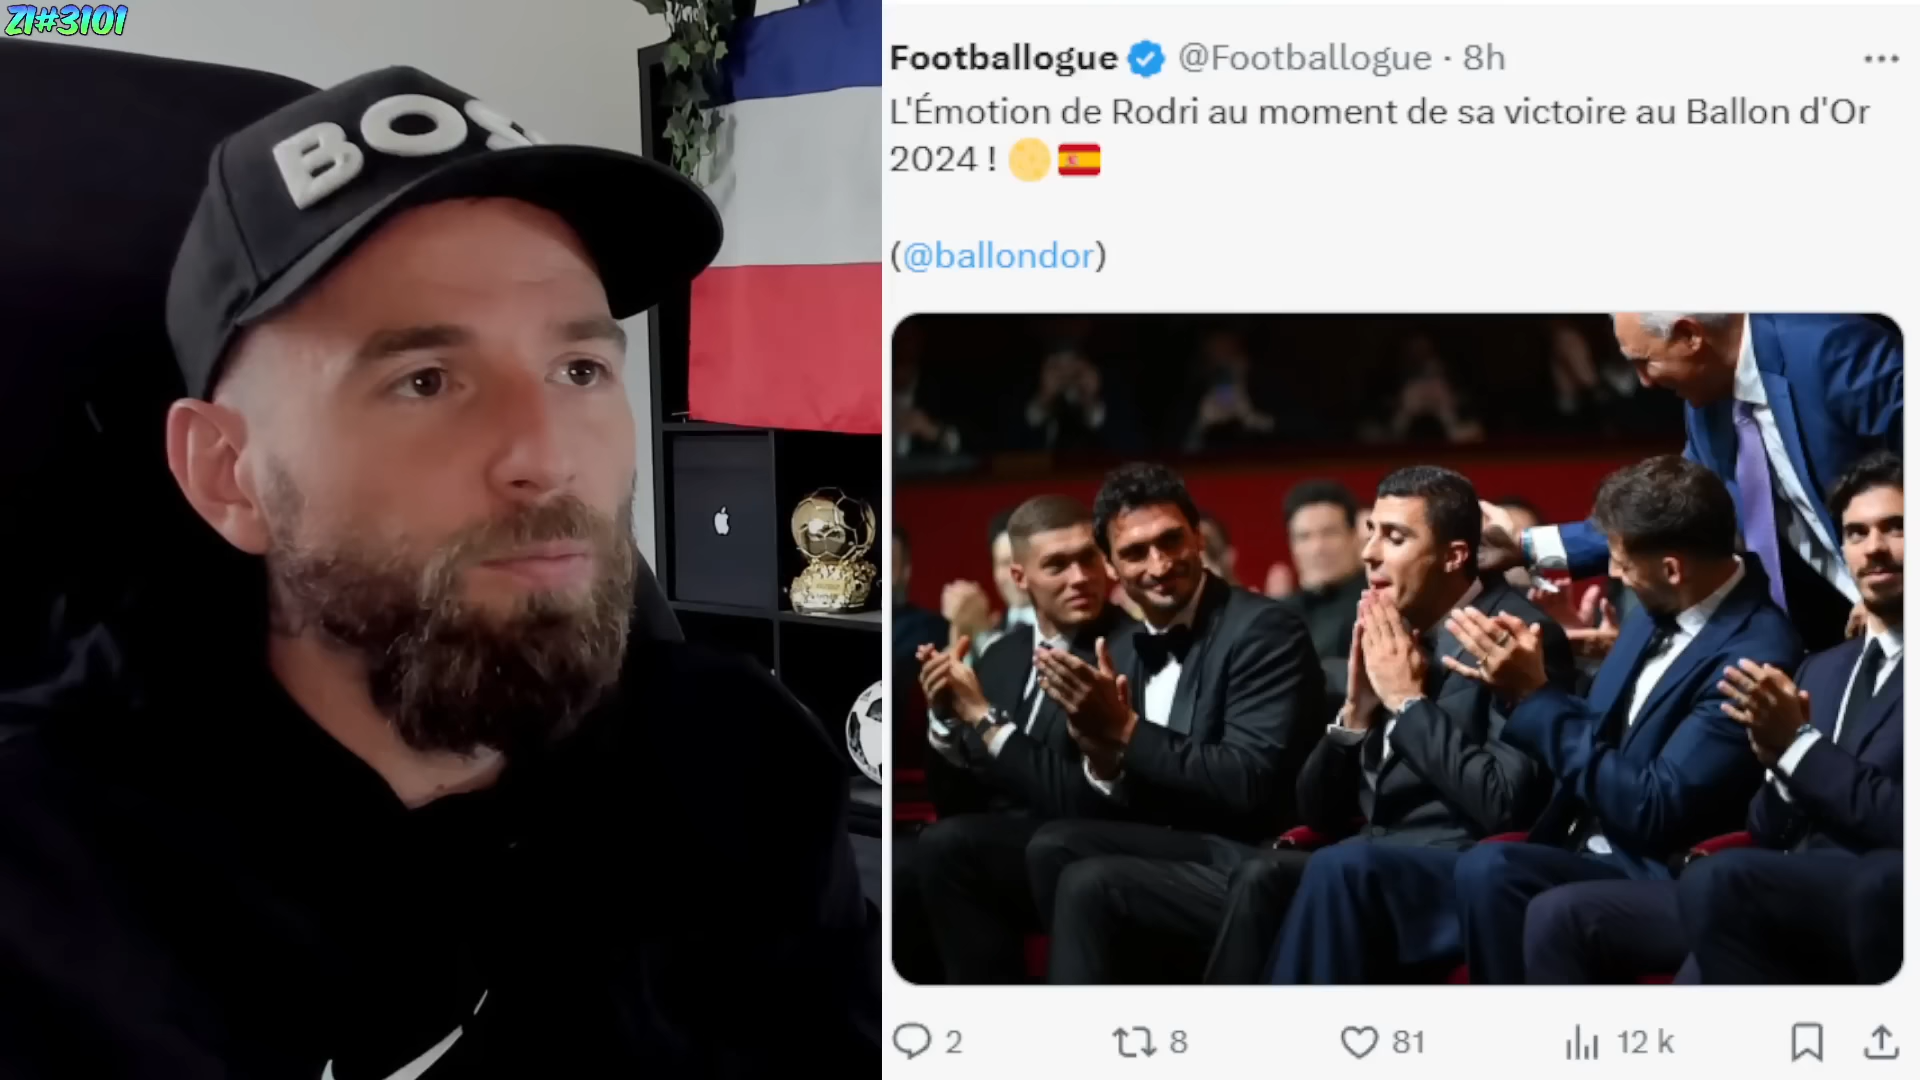 ZI#3101
BO
Footballogue @Footballogue · 8h
L'Émotion de Rodri au moment de sa victoire au Ballon d'Or
2024 ! 🌕🇪🇸
(@ballondor)
2 8 81 12 k